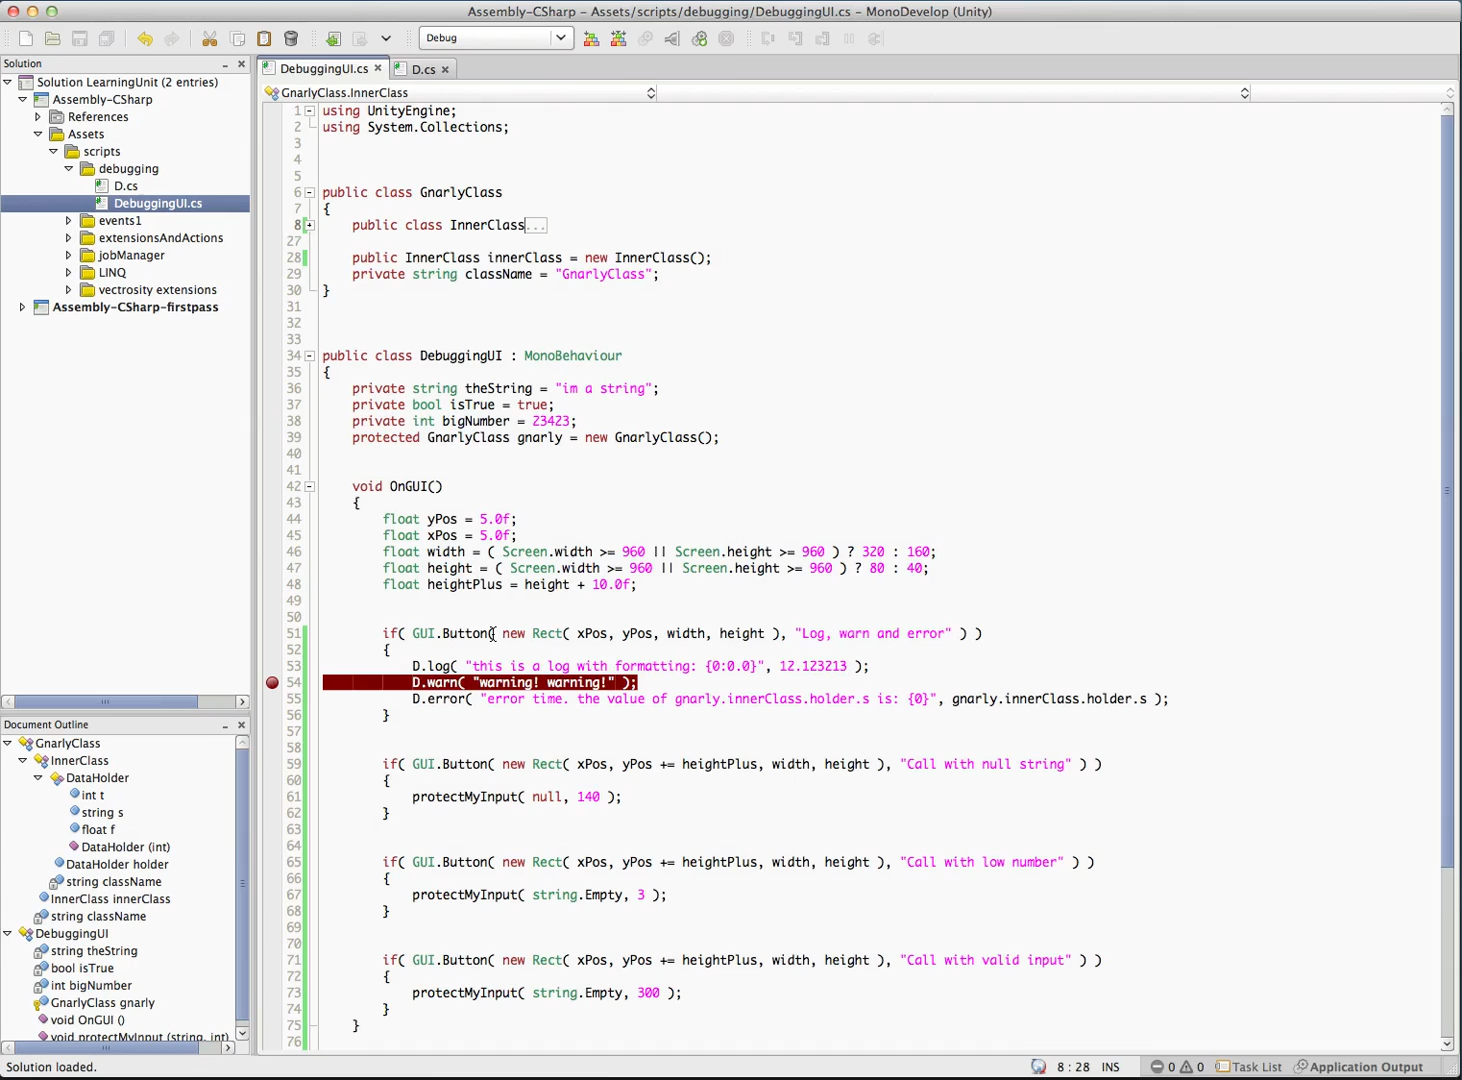 Assembly-CSharp - Assets/scripts/debugging/DebuggingUI.cs - MonoDevelop (Unity)
Debug
Solution
Solution LearningUnit (2 entries)
Assembly-CSharp
References
Assets
scripts
debugging
D.cs
DebuggingUI.cs
events1
extensionsAndActions
jobManager
LINQ
vectrosity extensions
Assembly-CSharp-firstpass
Document Outline
GnarlyClass
InnerClass
DataHolder
int t
string s
float f
DataHolder (int)
DataHolder holder
string className
InnerClass innerClass
string className
DebuggingUI
string theString
bool isTrue
int bigNumber
GnarlyClass gnarly
void OnGUI ()
void protectMyInput (string, int)
DebuggingUI.cs D.cs
GnarlyClass.InnerClass
1 using UnityEngine;
2 using System.Collections;
3
4
5
6 public class GnarlyClass
7 {
8 public class InnerClass...
27
28 public InnerClass innerClass = new InnerClass();
29 private string className = "GnarlyClass";
30 }
31
32
33
34 public class DebuggingUI : MonoBehaviour
35 {
36 private string theString = "im a string";
37 private bool isTrue = true;
38 private int bigNumber = 23423;
39 protected GnarlyClass gnarly = new GnarlyClass();
40
41
42 void OnGUI()
43 {
44 float yPos = 5.0f;
45 float xPos = 5.0f;
46 float width = ( Screen.width >= 960 || Screen.height >= 960 ) ? 320 : 160;
47 float height = ( Screen.width >= 960 || Screen.height >= 960 ) ? 80 : 40;
48 float heightPlus = height + 10.0f;
49
50
51 if( GUI.Button( new Rect( xPos, yPos, width, height ), "Log, warn and error" ) )
52 {
53 D.log( "this is a log with formatting: {0:0.0}", 12.123213 );
54 D.warn( "warning! warning!" );
55 D.error( "error time. the value of gnarly.innerClass.holder.s is: {0}", gnarly.innerClass.holder.s );
56 }
57
58
59 if( GUI.Button( new Rect( xPos, yPos += heightPlus, width, height ), "Call with null string" ) )
60 {
61 protectMyInput( null, 140 );
62 }
63
64
65 if( GUI.Button( new Rect( xPos, yPos += heightPlus, width, height ), "Call with low number" ) )
66 {
67 protectMyInput( string.Empty, 3 );
68 }
69
70
71 if( GUI.Button( new Rect( xPos, yPos += heightPlus, width, height ), "Call with valid input" ) )
72 {
73 protectMyInput( string.Empty, 300 );
74 }
75 }
76
Solution loaded.
8 : 28 INS 0 0 Task List Application Output